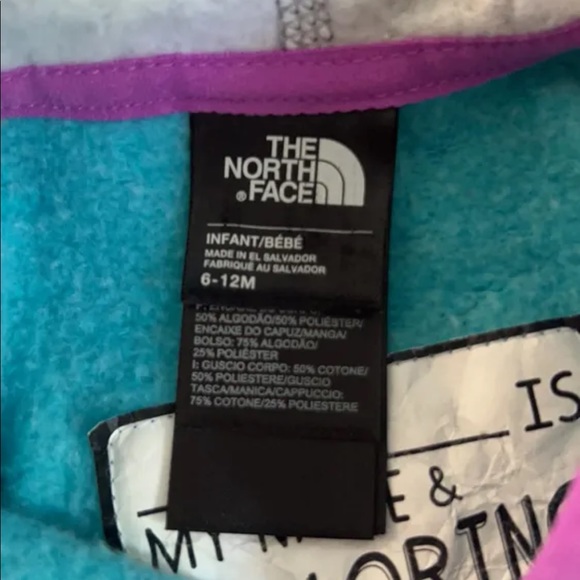 THE
NORTH
®FACE
INFANT/BÉBÉ
MADE IN EL SALVADOR
FABRIQUÉ AU SALVADOR
6-12M
50% ALGODÃO/50% POLIÉSTER/
ENCAIXE DO CAPUZ/MANGA/
BOLSO: 75% ALGODÃO/
25% POLIÉSTER
I: GUSCIO CORPO: 50% COTONE/
50% POLIESTERE/GUSCIO
TASCA/MANICA/CAPPUCCIO:
75% COTONE/25% POLIESTERE
IS
MY E &